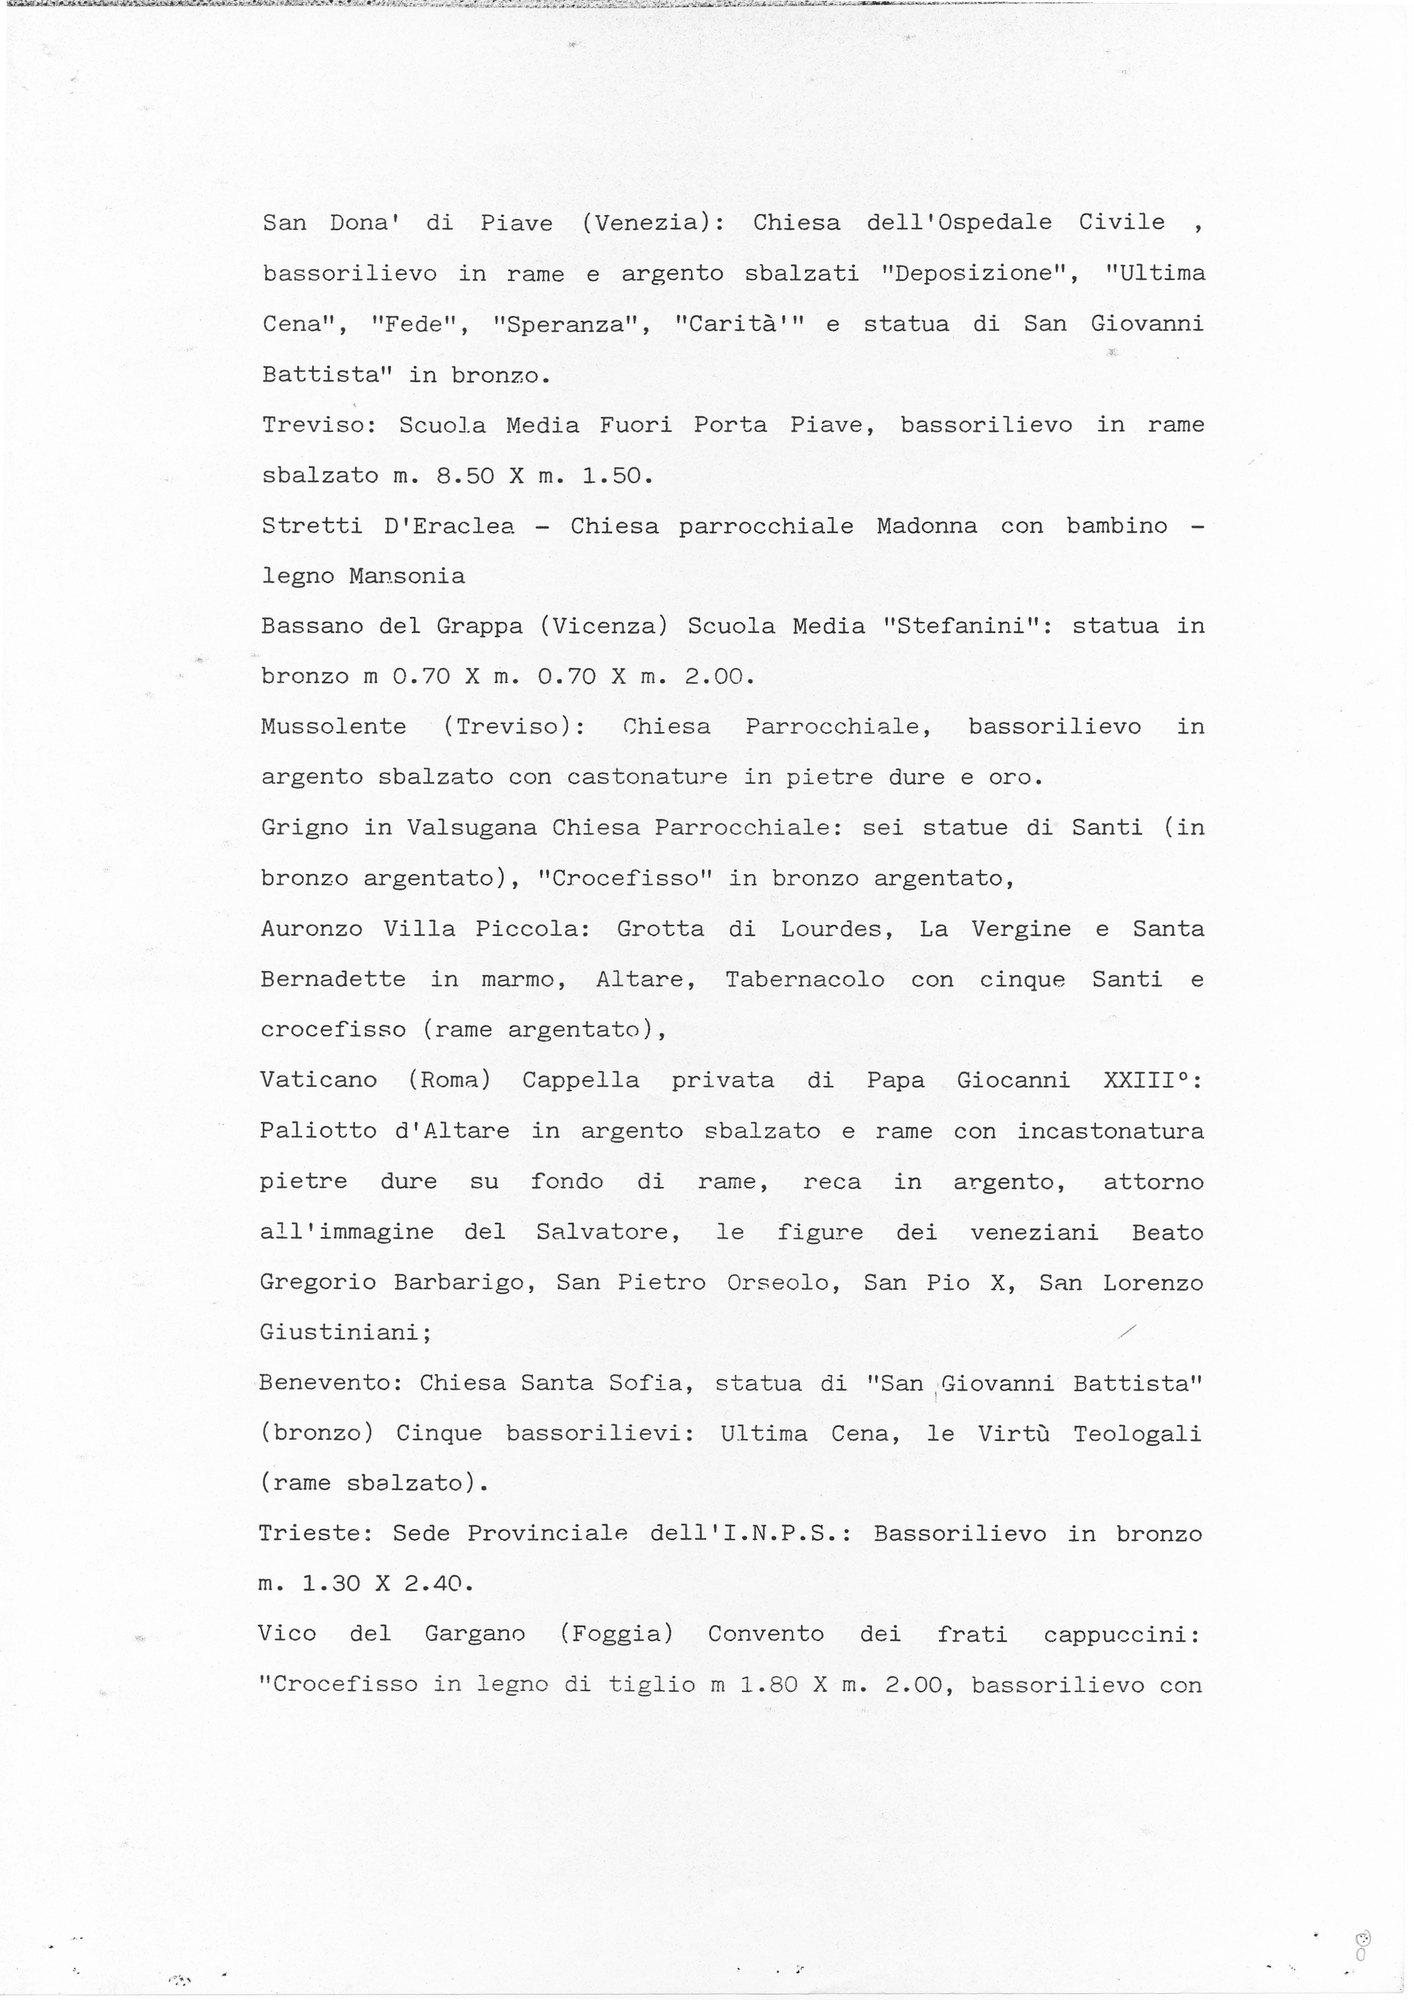 San Dona' di Piave (Venezia): Chiesa dell'Ospedale Civile ,
bassorilievo in rame e argento sbalzati "Deposizione", "Ultima
Cena", "Fede", "Speranza", "Carità'" e statua di San Giovanni
Battista" in bronzo.
Treviso: Scuola Media Fuori Porta Piave, bassorilievo in rame
sbalzato m. 8.50 X m. 1.50.
Stretti D'Eraclea - Chiesa parrocchiale Madonna con bambino -
legno Mansonia
Bassano del Grappa (Vicenza) Scuola Media "Stefanini": statua in
bronzo m 0.70 X m. 0.70 X m. 2.00.
Mussolente (Treviso): Chiesa Parrocchiale, bassorilievo in
argento sbalzato con castonature in pietre dure e oro.
Grigno in Valsugana Chiesa Parrocchiale: sei statue di Santi (in
bronzo argentato), "Crocefisso" in bronzo argentato,
Auronzo Villa Piccola: Grotta di Lourdes, La Vergine e Santa
Bernadette in marmo, Altare, Tabernacolo con cinque Santi e
crocefisso (rame argentato),
Vaticano (Roma) Cappella privata di Papa Giocanni XXIII°:
Paliotto d'Altare in argento sbalzato e rame con incastonatura
pietre dure su fondo di rame, reca in argento, attorno
all'immagine del Salvatore, le figure dei veneziani Beato
Gregorio Barbarigo, San Pietro Orseolo, San Pio X, San Lorenzo
Giustiniani;
Benevento: Chiesa Santa Sofia, statua di "San Giovanni Battista"
(bronzo) Cinque bassorilievi: Ultima Cena, le Virtù Teologali
(rame sbalzato).
Trieste: Sede Provinciale dell'I.N.P.S.: Bassorilievo in bronzo
m. 1.30 X 2.40.
Vico del Gargano (Foggia) Convento dei frati cappuccini:
"Crocefisso in legno di tiglio m 1.80 X m. 2.00, bassorilievo con